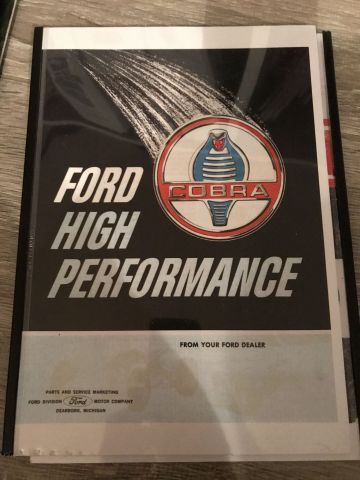 FORD
HIGH
PERFORMANCE
COBRA
FROM YOUR FORD DEALER
PARTS AND SERVICE MARKETING
FORD DIVISION Ford MOTOR COMPANY
DEARBORN, MICHIGAN